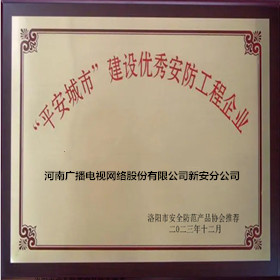 “平安城市”建设优秀安防工程企业
河南广播电视网络股份有限公司新安分公司
洛阳市安全防范产品协会推荐
二〇二三年十二月